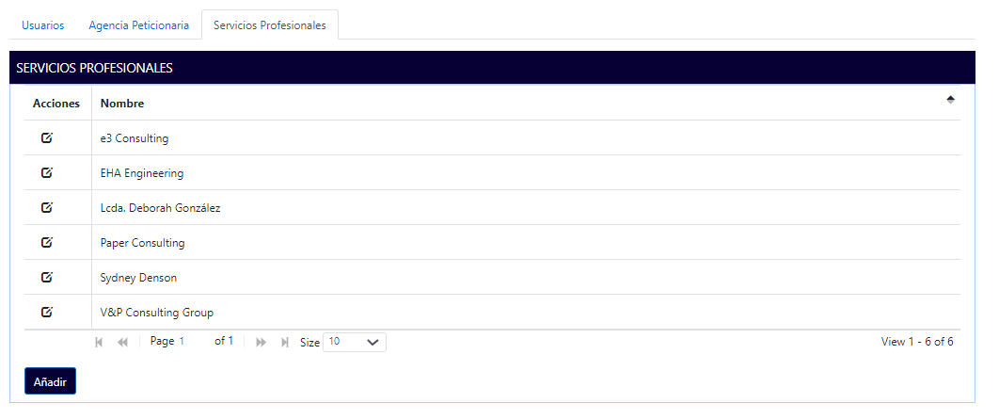 Usuarios Agencia Peticionaria Servicios Profesionales
SERVICIOS PROFESIONALES
Acciones Nombre
e3 Consulting
EHA Engineering
Lcda. Deborah González
Paper Consulting
Sydney Denson
V&P Consulting Group
Page 1 of 1 Size 10 View 1 - 6 of 6
Añadir